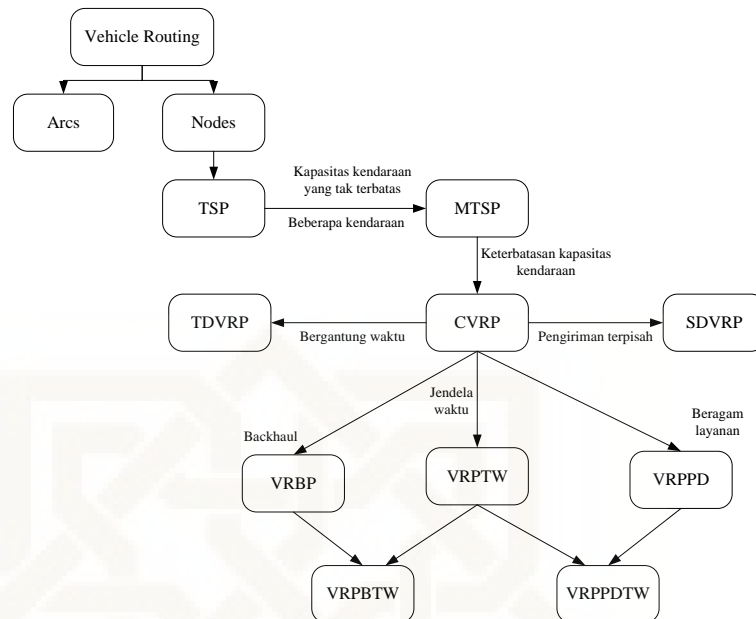 Vehicle Routing
Arcs
Nodes
TSP
Kapasitas kendaraan
yang tak terbatas
Beberapa kendaraan
MTSP
Keterbatasan kapasitas
kendaraan
TDVRP
Bergantung waktu
CVRP
Pengiriman terpisah
SDVRP
Backhaul
Jendela
waktu
Beragam
layanan
VRBP
VRPTW
VRPPD
VRPBTW
VRPPDTW